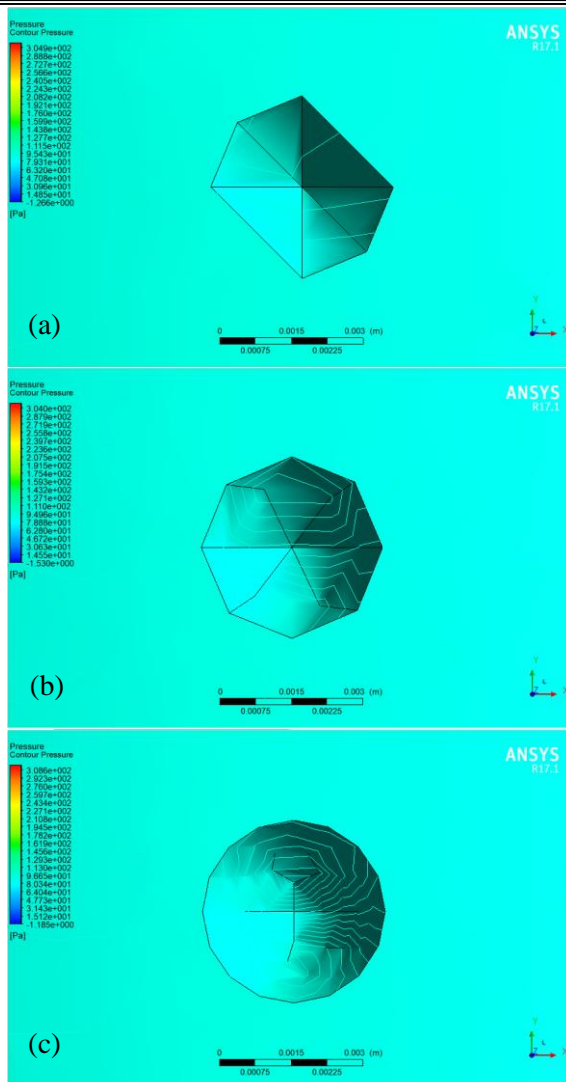 Pressure
Contour Pressure
ANSYS
R17.1
3.049e+002
2.888e+002
2.727e+002
2.566e+002
2.405e+002
2.243e+002
2.082e+002
1.921e+002
1.760e+002
1.599e+002
1.438e+002
1.277e+002
1.115e+002
9.543e+001
7.931e+001
6.320e+001
4.708e+001
3.096e+001
1.485e+001
-1.266e+000
[Pa]
(a)
0 0.0015 0.003 (m)
0.00075 0.00225
Y
Z X
Pressure
Contour Pressure
ANSYS
R17.1
3.040e+002
2.879e+002
2.719e+002
2.558e+002
2.397e+002
2.236e+002
2.075e+002
1.915e+002
1.754e+002
1.593e+002
1.432e+002
1.271e+002
1.110e+002
9.496e+001
7.888e+001
6.280e+001
4.672e+001
3.063e+001
1.455e+001
-1.530e+000
[Pa]
(b)
0 0.0015 0.003 (m)
0.00075 0.00225
Y
Z X
Pressure
Contour Pressure
ANSYS
R17.1
3.086e+002
2.923e+002
2.760e+002
2.597e+002
2.434e+002
2.271e+002
2.108e+002
1.945e+002
1.782e+002
1.619e+002
1.456e+002
1.293e+002
1.130e+002
9.665e+001
8.034e+001
6.404e+001
4.773e+001
3.143e+001
1.512e+001
-1.185e+000
[Pa]
(c)
0 0.0015 0.003 (m)
0.00075 0.00225
Y
Z X